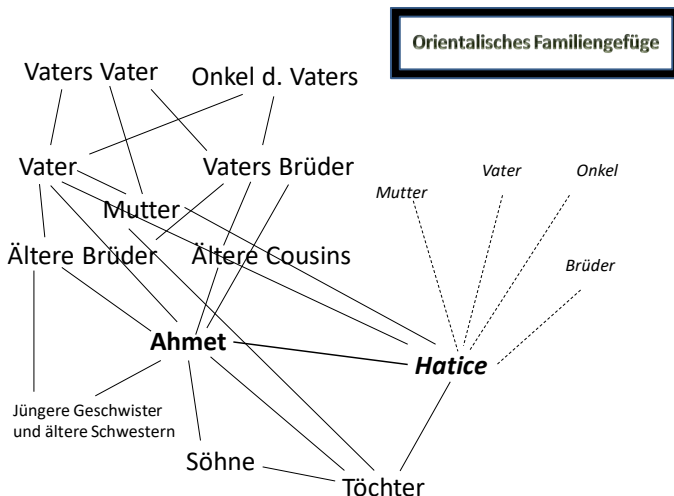 Orientalisches Familiengefüge
Vaters Vater
Onkel d. Vaters
Vater
Vaters Brüder
Mutter
Vater
Onkel
Mutter
Ältere Brüder
Ältere Cousins
Brüder
Ahmet
Hatice
Jüngere Geschwister
und ältere Schwestern
Söhne
Töchter